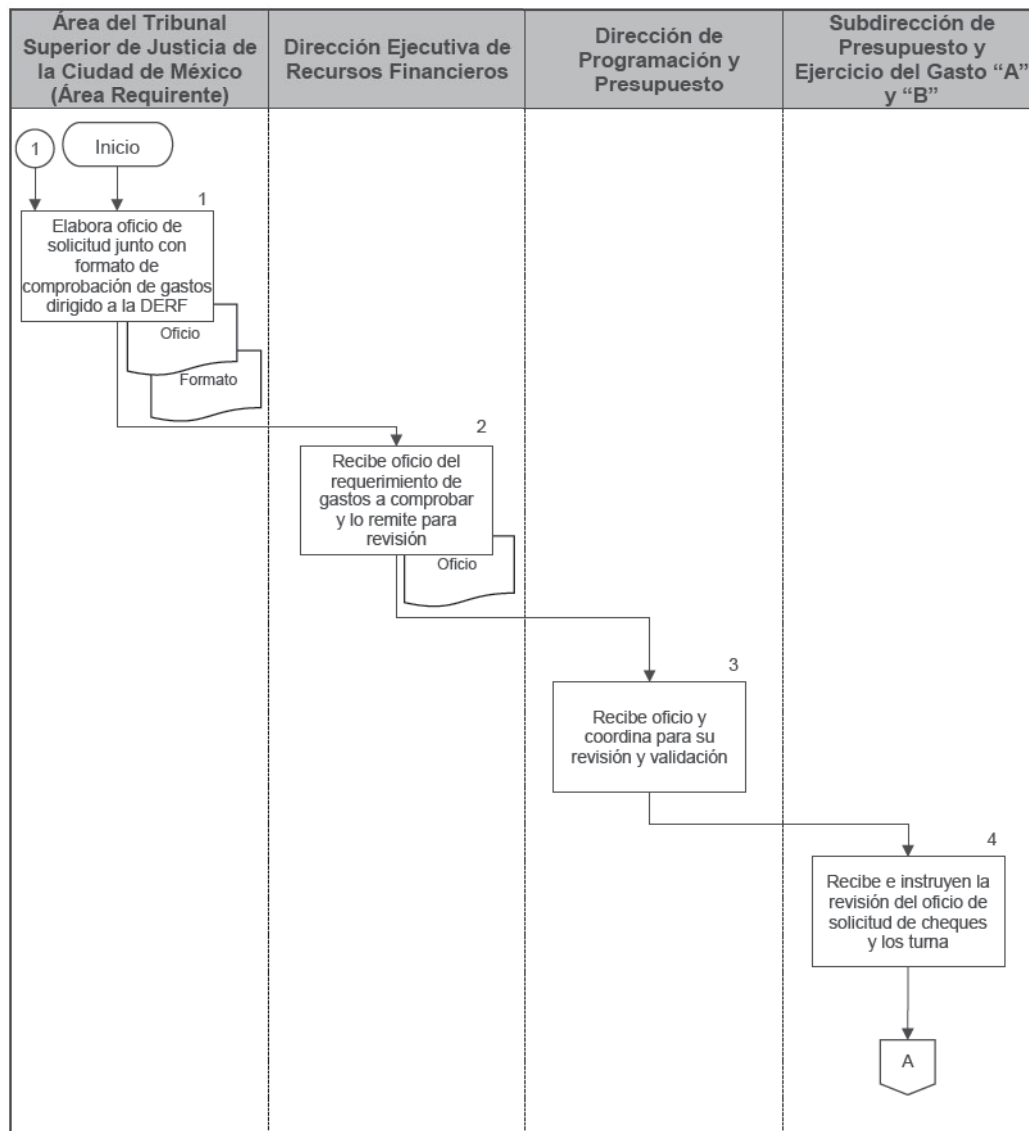 Área del Tribunal
Superior de Justicia de
la Ciudad de México
(Área Requirente)
Dirección Ejecutiva de
Recursos Financieros
Dirección de
Programación y
Presupuesto
Subdirección de
Presupuesto y
Ejercicio del Gasto “A”
y “B”
1
Inicio
1
Elabora oficio de
solicitud junto con
formato de
comprobación de gastos
dirigido a la DERF
Oficio
Formato
2
Recibe oficio del
requerimiento de
gastos a comprobar
y lo remite para
revisión
Oficio
3
Recibe oficio y
coordina para su
revisión y validación
4
Recibe e instruyen la
revisión del oficio de
solicitud de cheques
y los turna
A